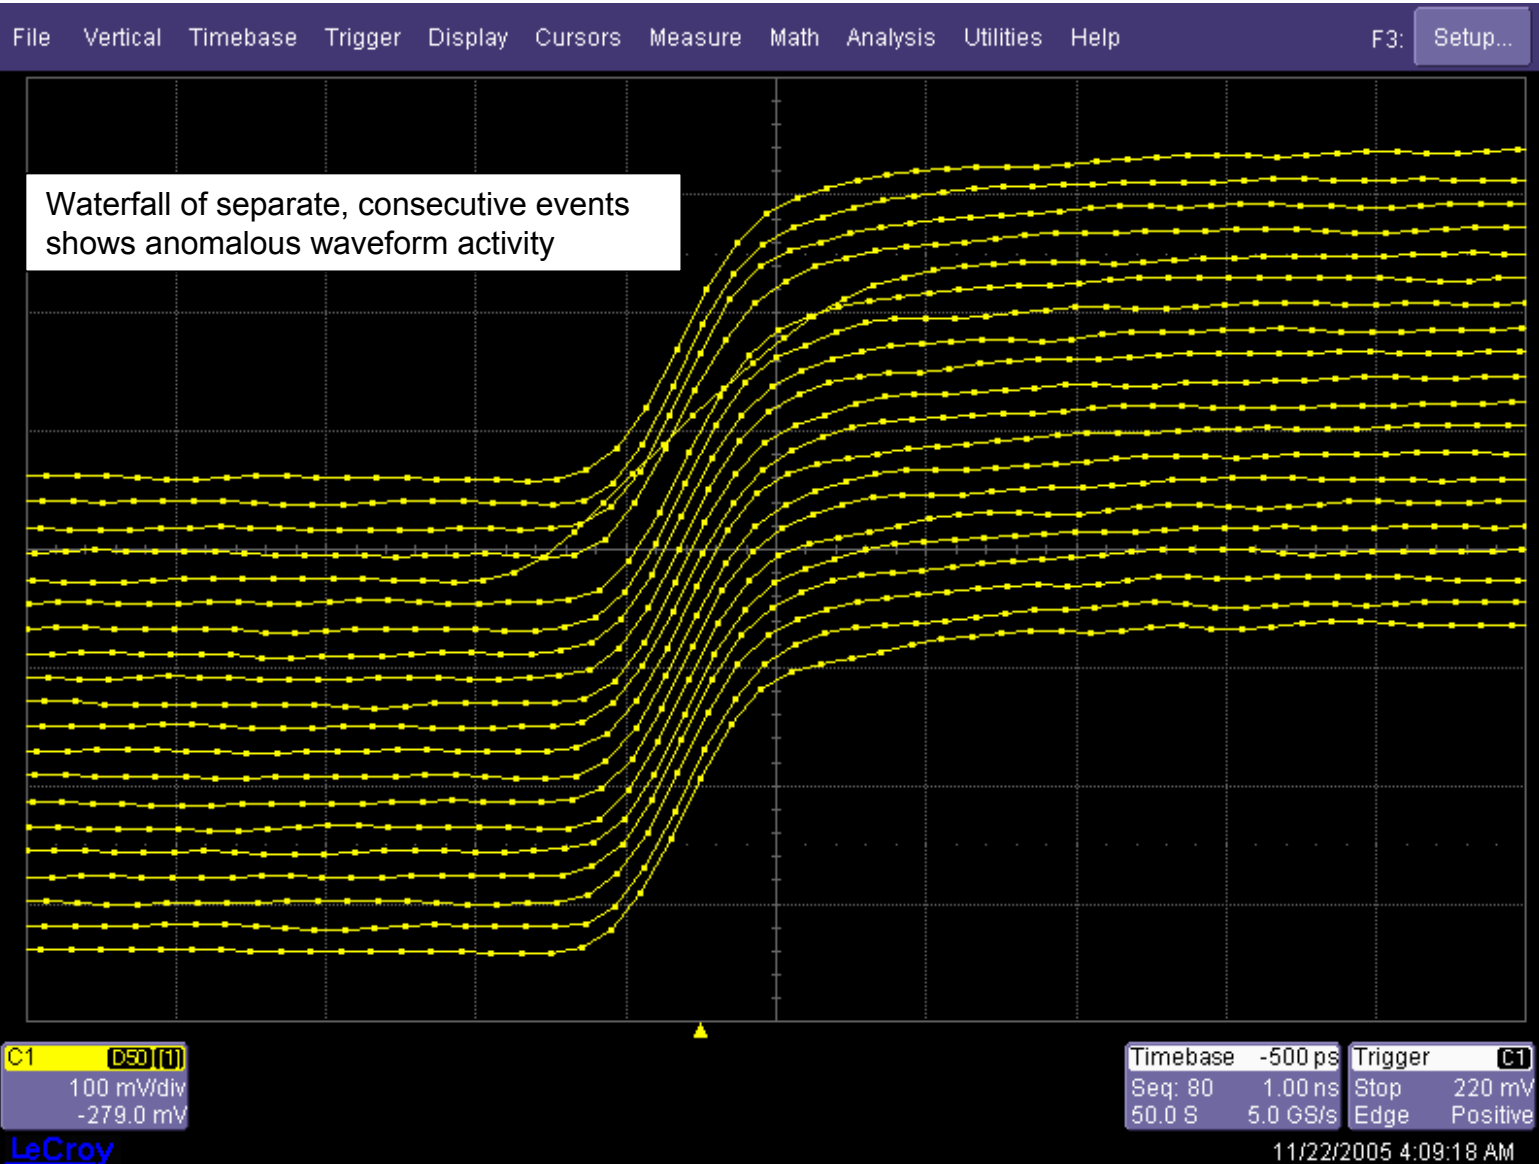 File Vertical Timebase Trigger Display Cursors Measure Math Analysis Utilities Help F3: Setup...
Waterfall of separate, consecutive events
shows anomalous waveform activity
C1 D50 [1]
100 mV/div
-279.0 mV
Timebase -500 ps
Seq: 80 1.00 ns
50.0 S 5.0 GS/s
Trigger C1
Stop 220 mV
Edge Positive
LeCroy
11/22/2005 4:09:18 AM